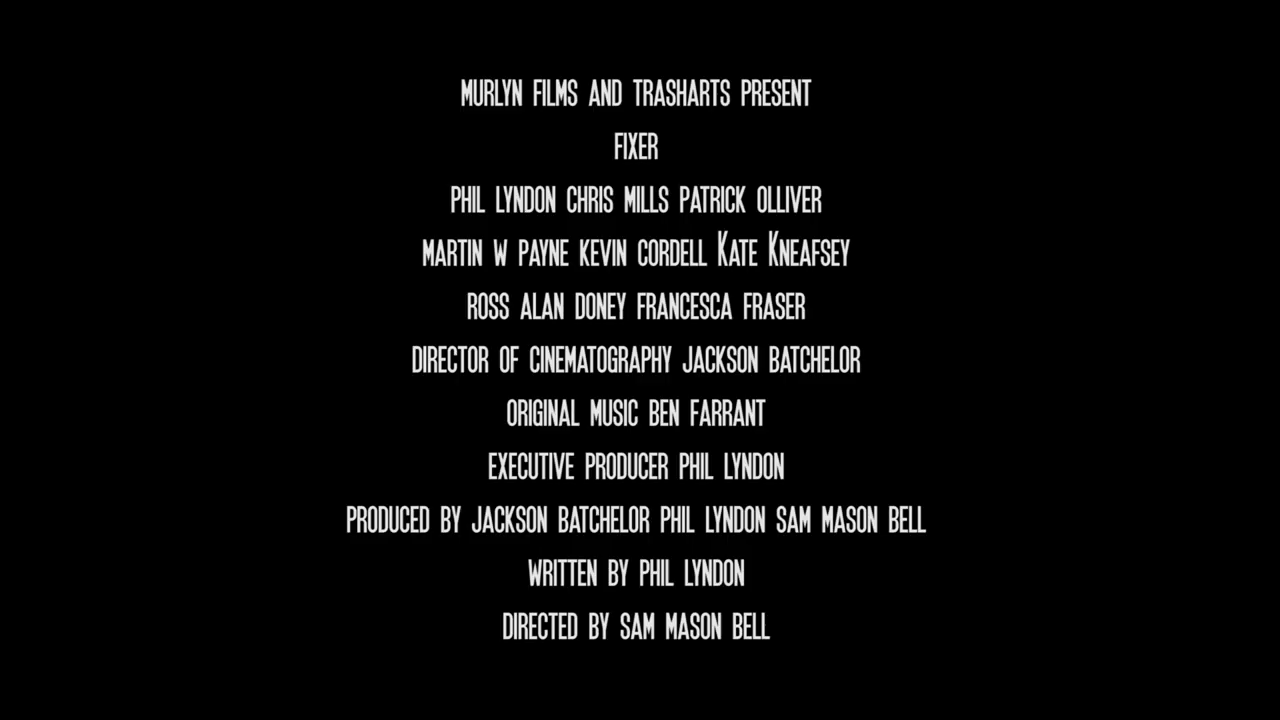 MURLYN FILMS AND TRASHARTS PRESENT
FIXER
PHIL LYNDON CHRIS MILLS PATRICK OLLIVER
MARTIN W PAYNE KEVIN CORDELL KATE KNEAFSEY
ROSS ALAN DONEY FRANCESCA FRASER
DIRECTOR OF CINEMATOGRAPHY JACKSON BATCHELOR
ORIGINAL MUSIC BEN FARRANT
EXECUTIVE PRODUCER PHIL LYNDON
PRODUCED BY JACKSON BATCHELOR PHIL LYNDON SAM MASON BELL
WRITTEN BY PHIL LYNDON
DIRECTED BY SAM MASON BELL